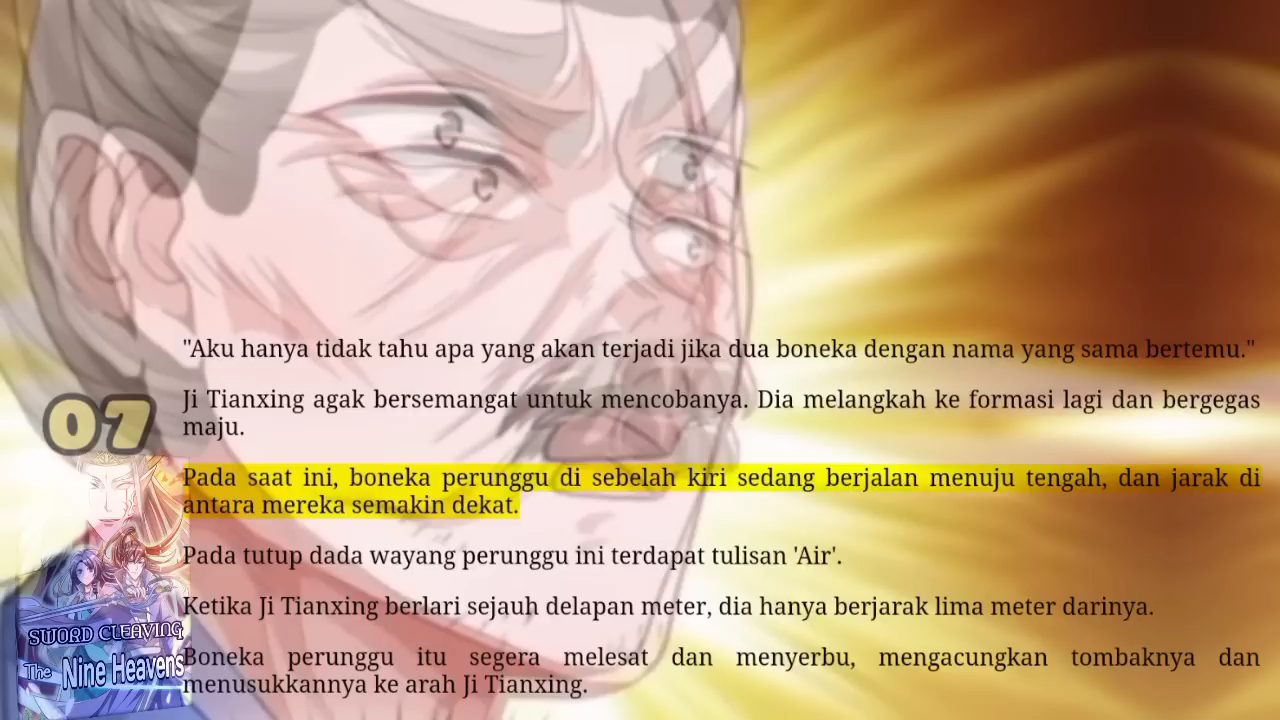 "Aku hanya tidak tahu apa yang akan terjadi jika dua boneka dengan nama yang sama bertemu."
Ji Tianxing agak bersemangat untuk mencobanya. Dia melangkah ke formasi lagi dan bergegas
maju.
07
Pada saat ini, boneka perunggu di sebelah kiri sedang berjalan menuju tengah, dan jarak di
antara mereka semakin dekat.
Pada tutup dada wayang perunggu ini terdapat tulisan 'Air'.
Ketika Ji Tianxing berlari sejauh delapan meter, dia hanya berjarak lima meter darinya.
Boneka perunggu itu segera melesat dan menyerbu, mengacungkan tombaknya dan
menusukkannya ke arah Ji Tianxing.
SWORD CLEAVING
The Nine Heavens